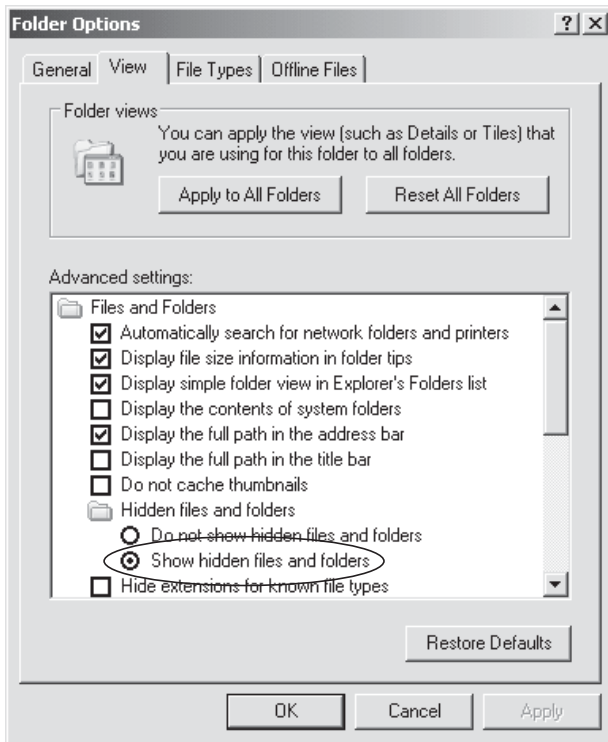 Folder Options
General View File Types Offline Files
Folder views
You can apply the view (such as Details or Tiles) that
you are using for this folder to all folders.
Apply to All Folders Reset All Folders
Advanced settings:
Files and Folders
Automatically search for network folders and printers
Display file size information in folder tips
Display simple folder view in Explorer's Folders list
Display the contents of system folders
Display the full path in the address bar
Display the full path in the title bar
Do not cache thumbnails
Hidden files and folders
Do not show hidden files and folders
Show hidden files and folders
Hide extensions for known file types
Restore Defaults
OK Cancel Apply